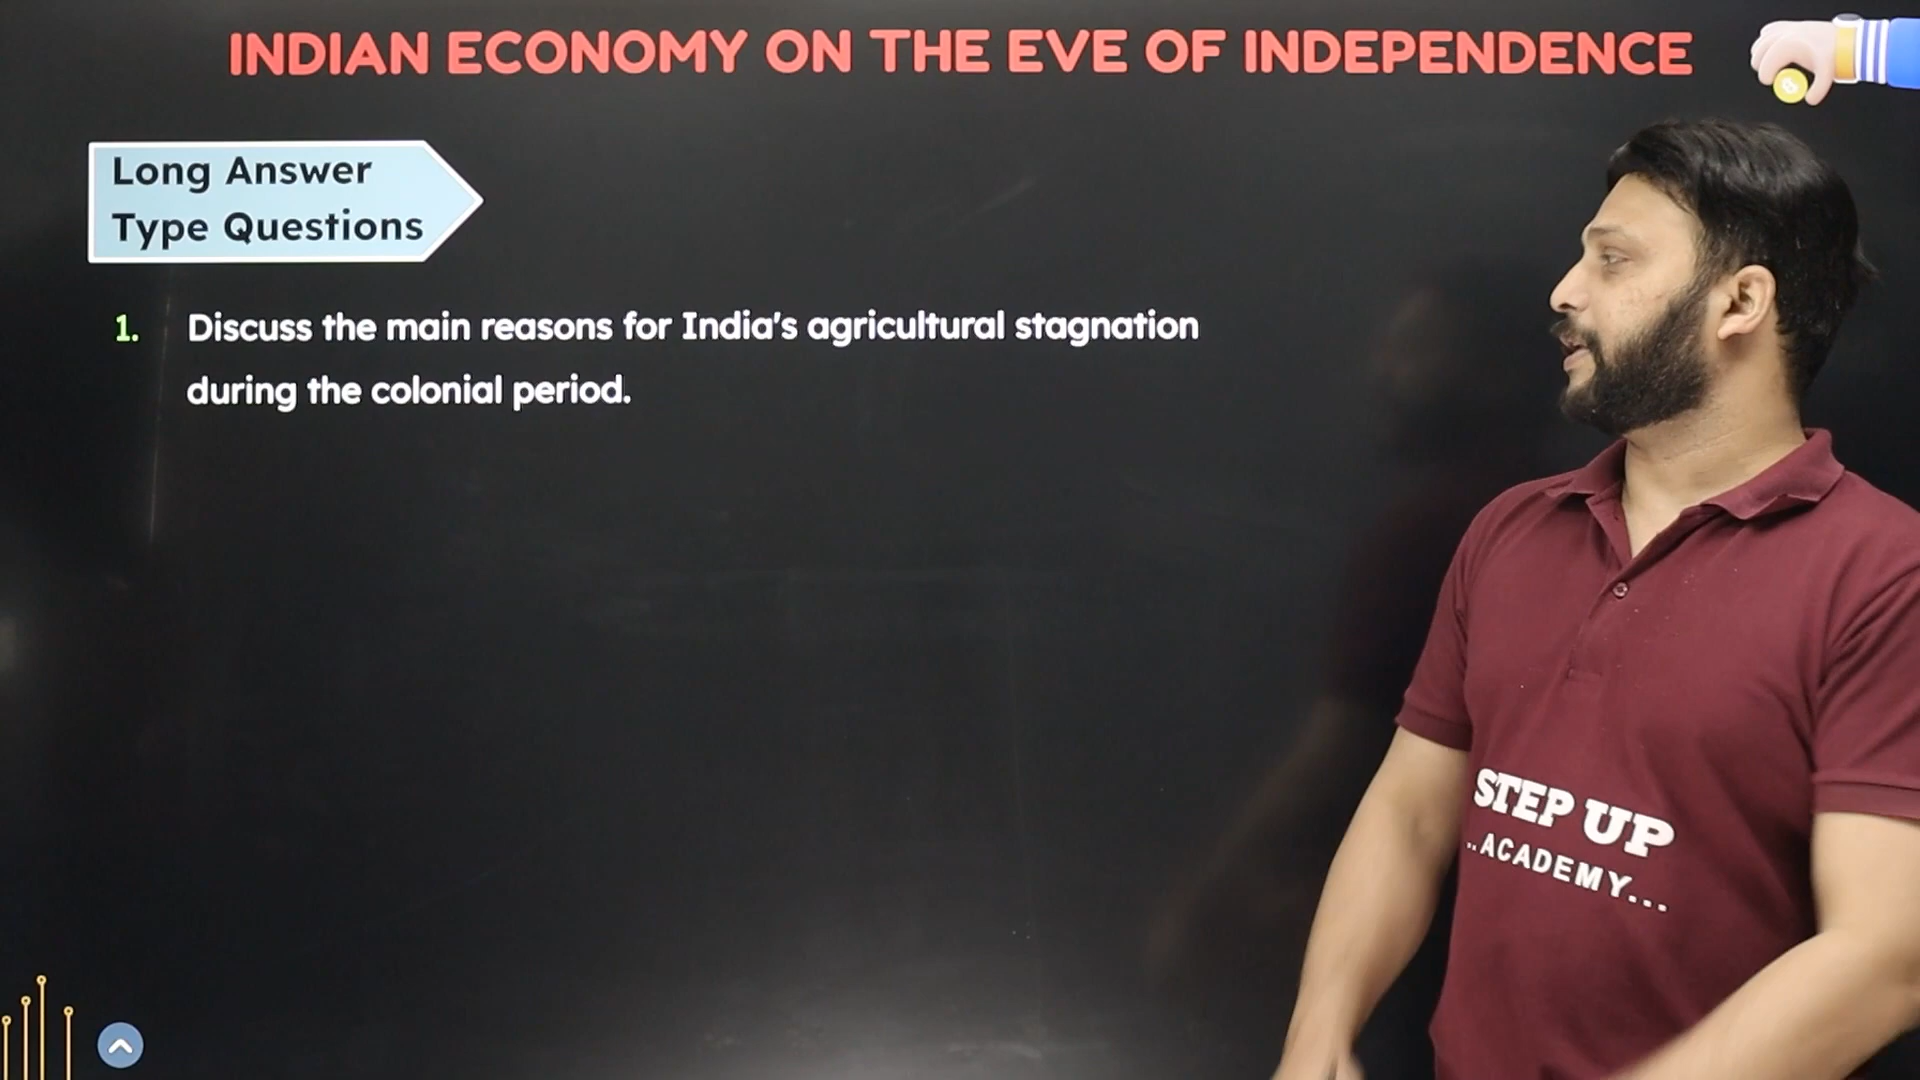 INDIAN ECONOMY ON THE EVE OF INDEPENDENCE
Long Answer
Type Questions
1. Discuss the main reasons for India's agricultural stagnation
during the colonial period.
STEP UP
..ACADEMY...